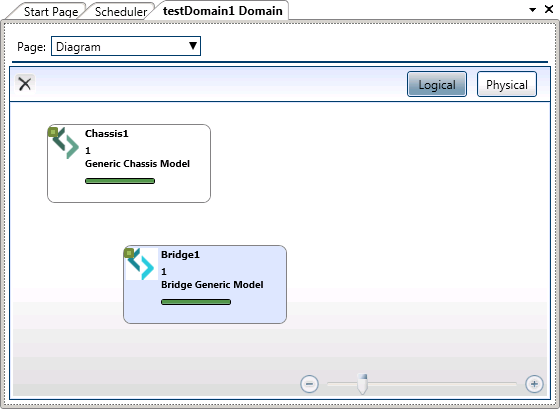 Start Page Scheduler testDomain1 Domain
Page: Diagram
Logical Physical
Chassis1
1
Generic Chassis Model
Bridge1
1
Bridge Generic Model